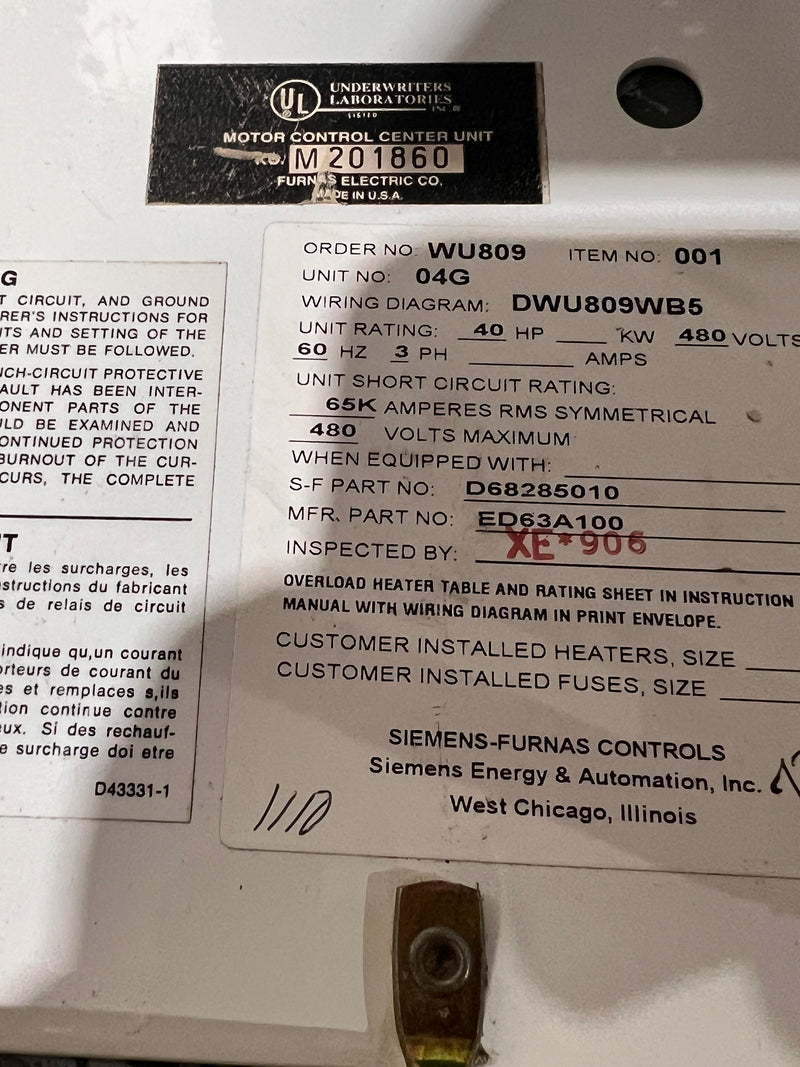 UL
UNDERWRITERS
LABORATORIES
INC.®
LISTED
MOTOR CONTROL CENTER UNIT
M201860
FURNAS ELECTRIC CO.
MADE IN U.S.A.
ORDER NO: WU809 ITEM NO: 001
UNIT NO: 04G
WIRING DIAGRAM: DWU809WB5
UNIT RATING: 40 HP ____ KW 480 VOLTS
60 HZ 3 PH ____ AMPS
UNIT SHORT CIRCUIT RATING:
65K AMPERES RMS SYMMETRICAL
480 VOLTS MAXIMUM
WHEN EQUIPPED WITH:
S-F PART NO: D68285010
MFR. PART NO: ED63A100
INSPECTED BY: XE*906
OVERLOAD HEATER TABLE AND RATING SHEET IN INSTRUCTION
MANUAL WITH WIRING DIAGRAM IN PRINT ENVELOPE.
CUSTOMER INSTALLED HEATERS, SIZE
CUSTOMER INSTALLED FUSES, SIZE
SIEMENS-FURNAS CONTROLS
Siemens Energy & Automation, Inc.
West Chicago, Illinois
G
T CIRCUIT, AND GROUND
RER'S INSTRUCTIONS FOR
ITS AND SETTING OF THE
ER MUST BE FOLLOWED.
NCH-CIRCUIT PROTECTIVE
AULT HAS BEEN INTER-
ONENT PARTS OF THE
ULD BE EXAMINED AND
ONTINUED PROTECTION
BURNOUT OF THE CUR-
CURS, THE COMPLETE
T
re les surcharges, les
structions du fabricant
s de relais de circuit
indique qu,un courant
orteurs de courant du
es et remplaces s,ils
tion continue contre
eux. Si des rechauf-
e surcharge doi etre
D43331-1